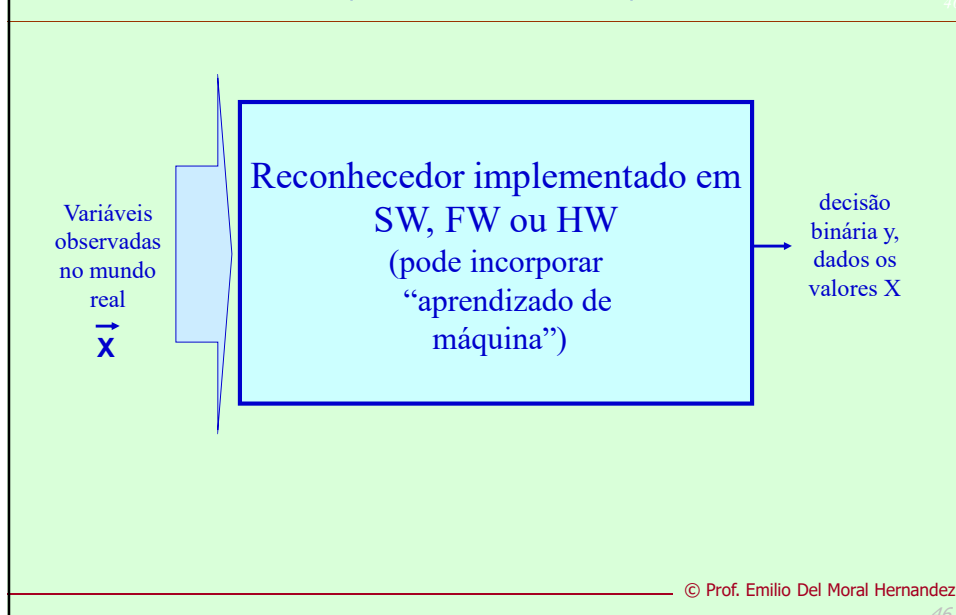 Variáveis
observadas
no mundo
real
X
Reconhecedor implementado em
SW, FW ou HW
(pode incorporar
“aprendizado de
máquina”)
decisão
binária y,
dados os
valores X
© Prof. Emilio Del Moral Hernandez
46